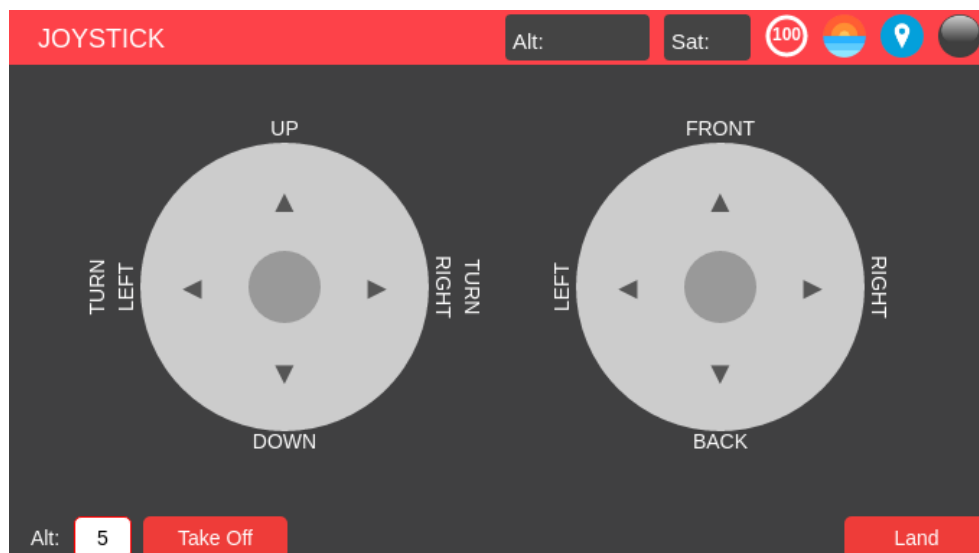 JOYSTICK
Alt:
Sat:
100
UP
TURN
LEFT
TURN
RIGHT
DOWN
FRONT
LEFT
RIGHT
BACK
Alt:
5
Take Off
Land